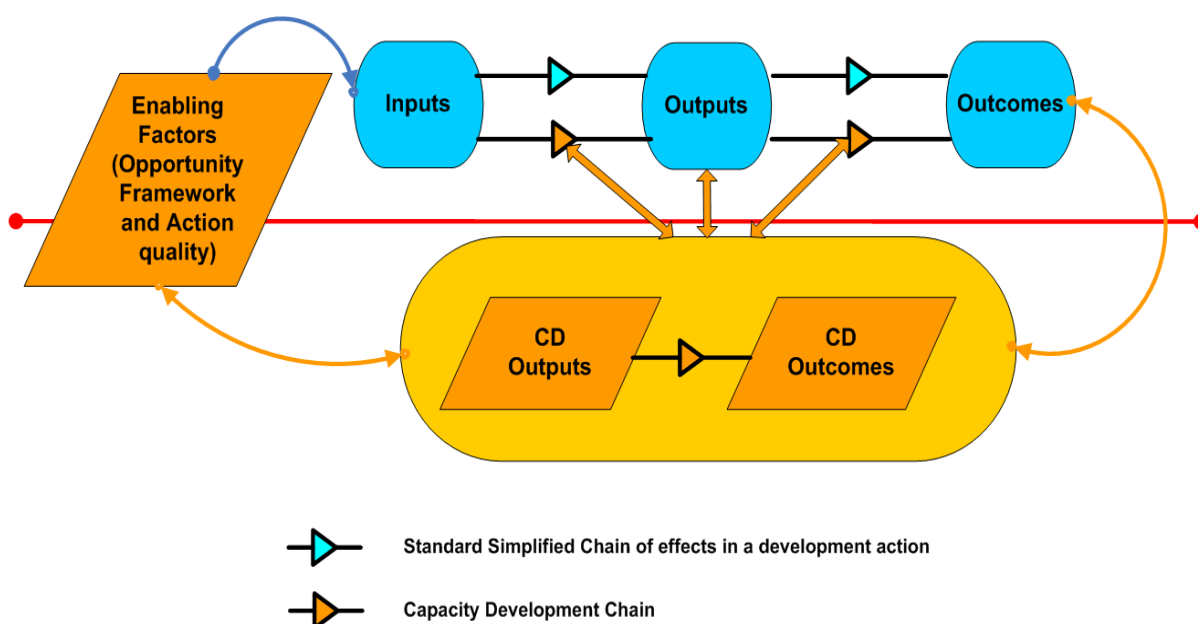 Enabling
Factors
(Opportunity
Framework
and Action
quality)
Inputs
Outputs
Outcomes
CD
Outputs
CD
Outcomes
Standard Simplified Chain of effects in a development action
Capacity Development Chain